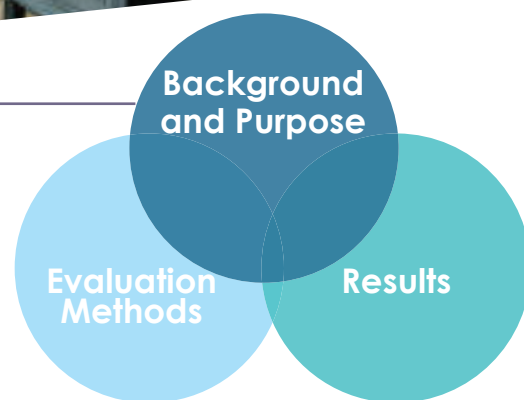 Background
and Purpose
Evaluation
Methods
Results